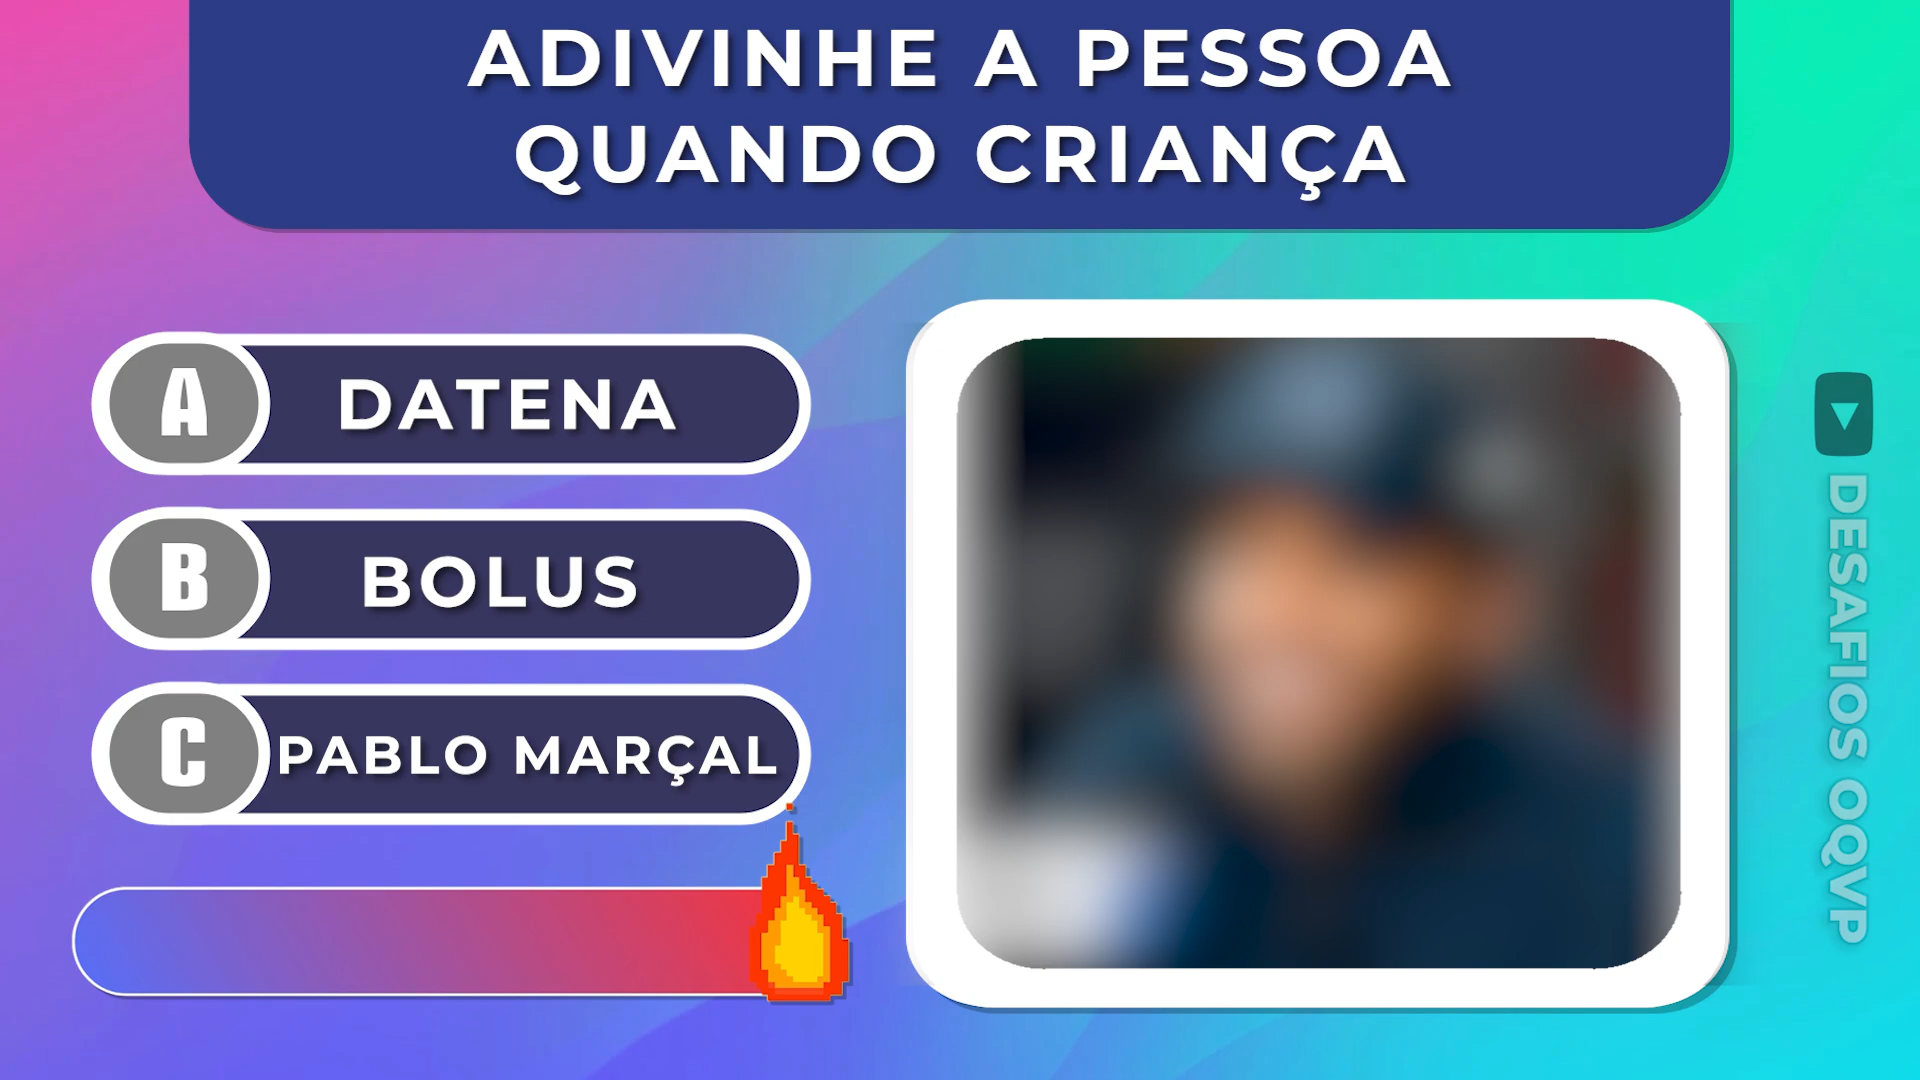 ADIVINHE A PESSOA
QUANDO CRIANÇA
A DATENA
B BOLUS
C PABLO MARÇAL
DESAFIOS OQVP